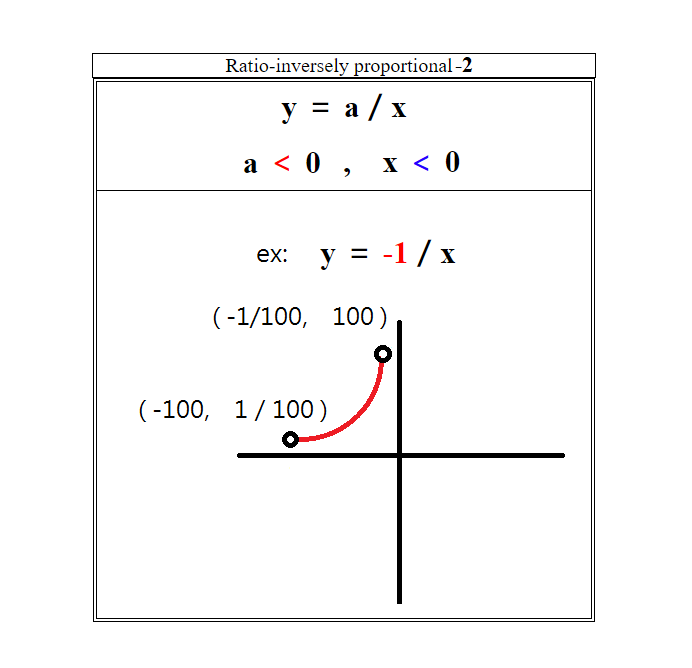 Ratio-inversely proportional-2
y = a / x
a < 0 , x < 0
ex: y = -1 / x
( -1/100, 100 )
( -100, 1 / 100 )